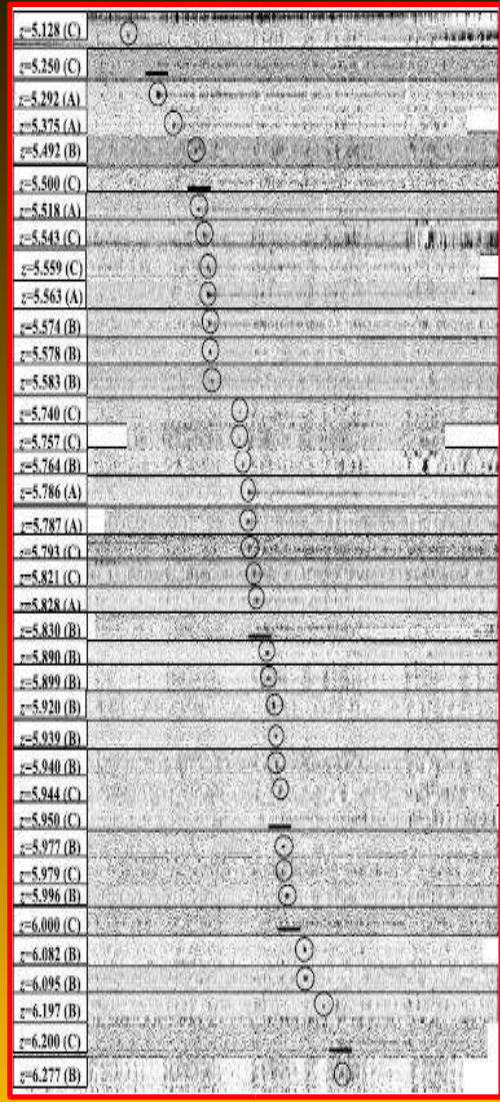 z=5.128 (C)
z=5.250 (C)
z=5.292 (A)
z=5.375 (A)
z=5.492 (B)
z=5.500 (C)
z=5.518 (A)
z=5.543 (C)
z=5.559 (C)
z=5.563 (A)
z=5.574 (B)
z=5.578 (B)
z=5.583 (B)
z=5.740 (C)
z=5.757 (C)
z=5.764 (B)
z=5.786 (A)
z=5.787 (A)
z=5.793 (C)
z=5.821 (C)
z=5.828 (A)
z=5.830 (B)
z=5.890 (B)
z=5.899 (B)
z=5.920 (B)
z=5.939 (B)
z=5.940 (B)
z=5.944 (C)
z=5.950 (C)
z=5.977 (B)
z=5.979 (C)
z=5.996 (B)
z=6.000 (C)
z=6.082 (B)
z=6.095 (B)
z=6.197 (B)
z=6.200 (C)
z=6.277 (B)